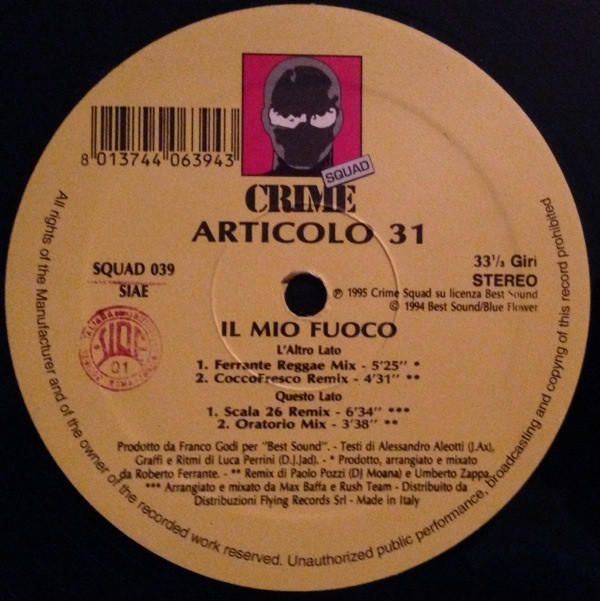 8 013744 063943
SQUAD
CRIME
ARTICOLO 31
SQUAD 039
SIAE
33⅓ Giri
STEREO
℗ 1995 Crime Squad su licenza Best Sound
© 1994 Best Sound/Blue Flower
01
IL MIO FUOCO
L'Altro Lato
1. Ferrante Reggae Mix - 5'25'' *
2. CoccoFresco Remix - 4'31'' **
Questo Lato
1. Scala 26 Remix - 6'34'' ***
2. Oratorio Mix - 3'38'' **
Prodotto da Franco Godi per "Best Sound". - Testi di Alessandro Aleotti (J.Ax),
Graffi e Ritmi di Luca Perrini (D.J.Jad). - * Prodotto, arrangiato e mixato
da Roberto Ferrante. - ** Remix di Paolo Pozzi (DJ Moana) e Umberto Zappa
*** Arrangiato e mixato da Max Baffa e Rush Team - Distribuito da
Distribuzioni Flying Records Srl - Made in Italy
All rights of the Manufacturer and of the owner of the recorded work reserved. Unauthorized public performance, broadcasting and copyng of this record prohibited